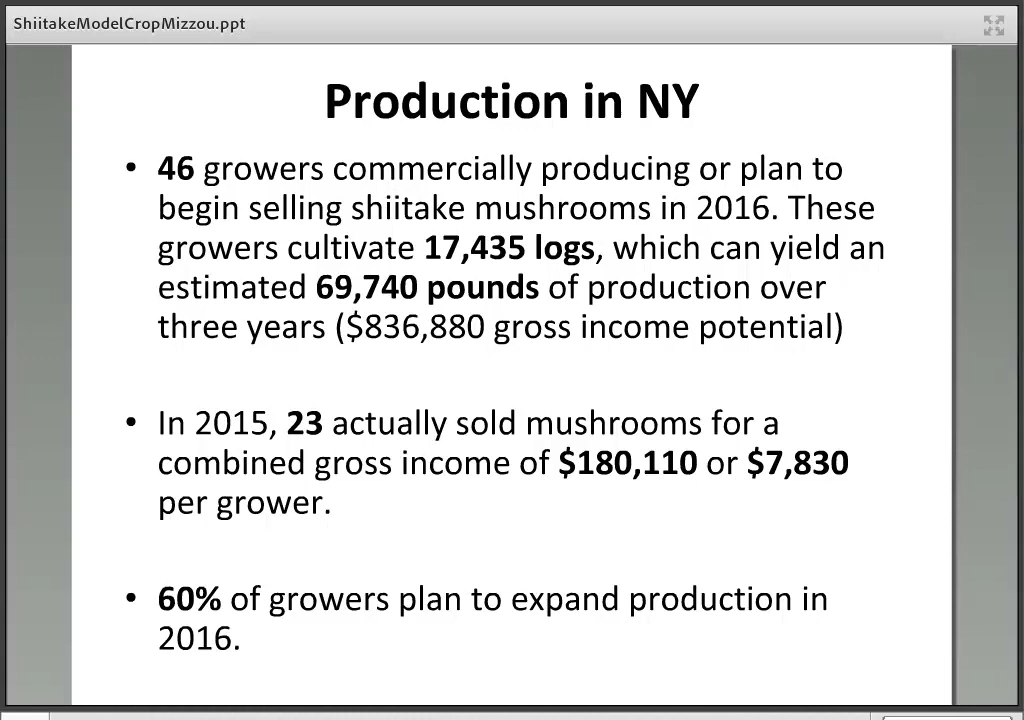 ShiitakeModelCropMizzou.ppt
Production in NY
• 46 growers commercially producing or plan to
begin selling shiitake mushrooms in 2016. These
growers cultivate 17,435 logs, which can yield an
estimated 69,740 pounds of production over
three years ($836,880 gross income potential)
• In 2015, 23 actually sold mushrooms for a
combined gross income of $180,110 or $7,830
per grower.
• 60% of growers plan to expand production in
2016.